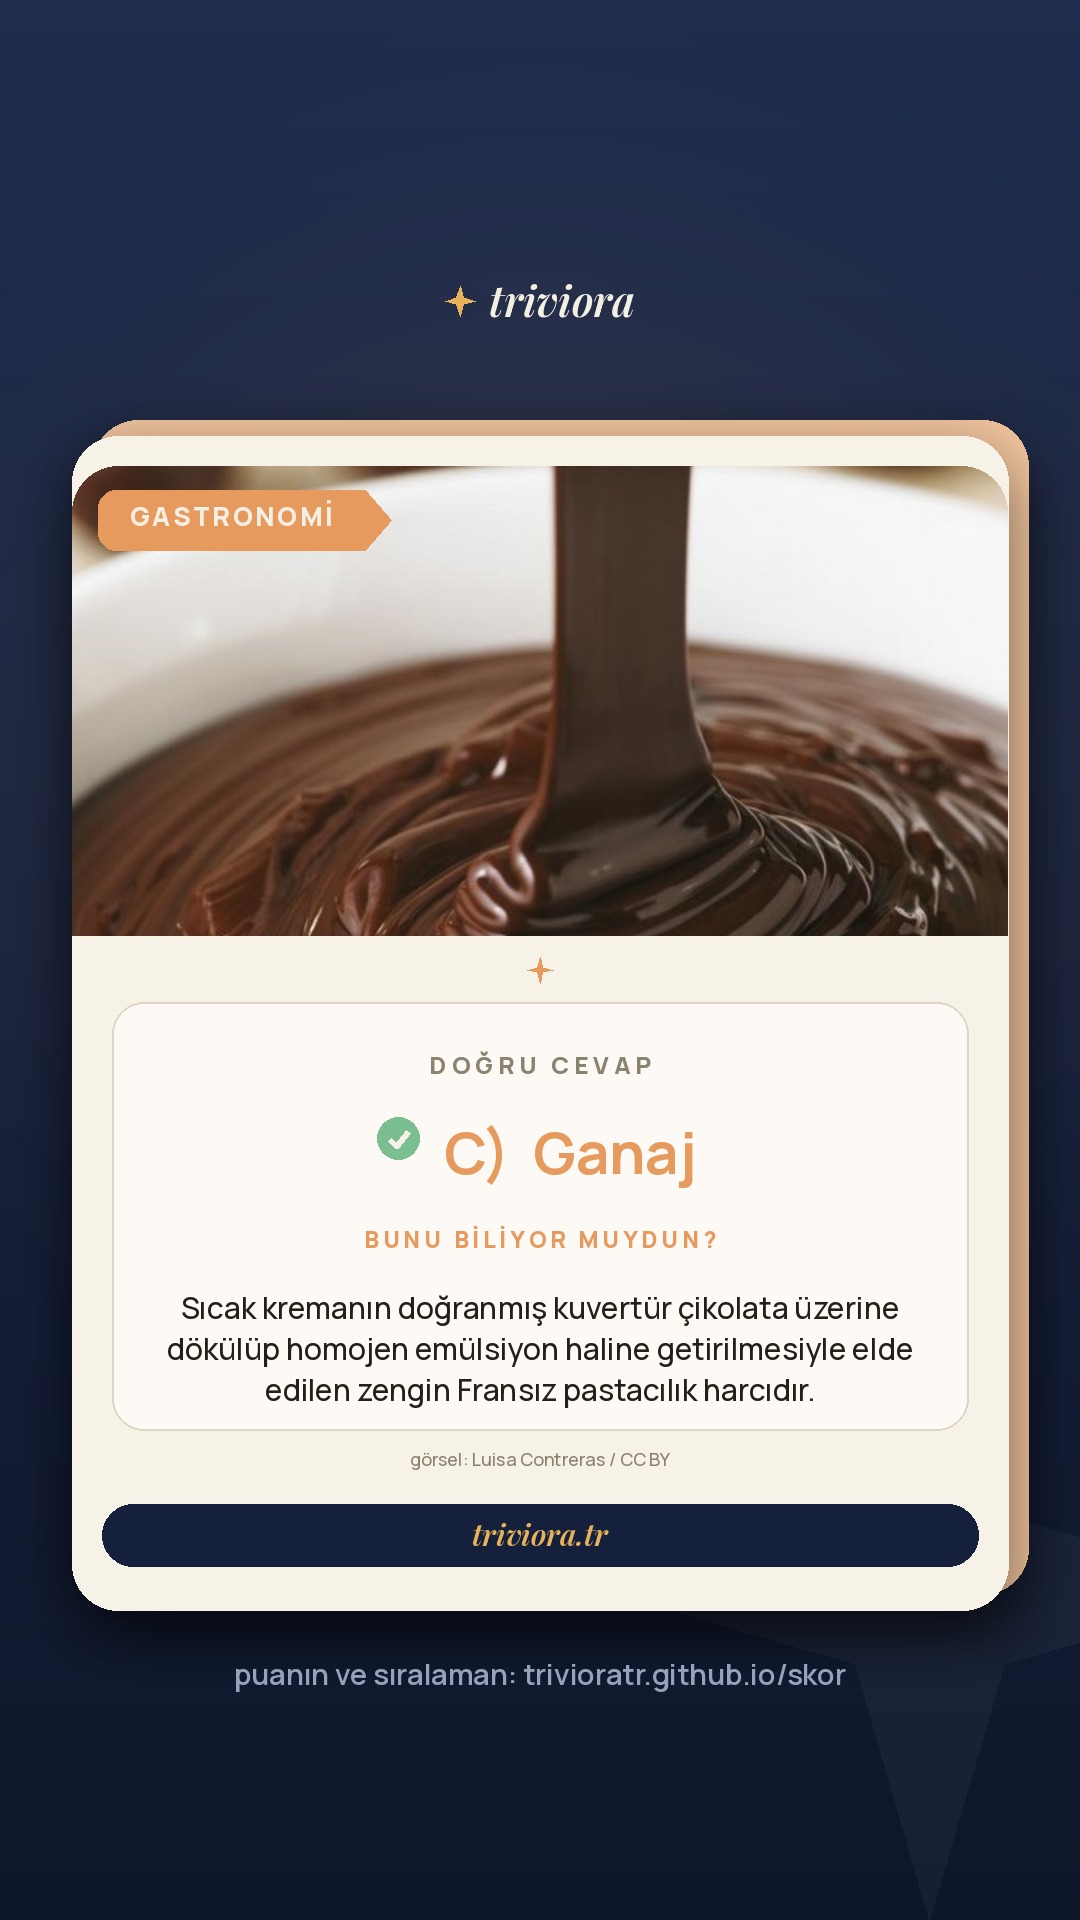 triviora
GASTRONOMİ
DOĞRU CEVAP
C) Ganaj
BUNU BİLİYOR MUYDUN?
Sıcak kremanın doğranmış kuvertür çikolata üzerine
dökülüp homojen emülsiyon haline getirilmesiyle elde
edilen zengin Fransız pastacılık harcıdır.
görsel: Luisa Contreras / CC BY
triviora.tr
puanın ve sıralaman: trivioratr.github.io/skor